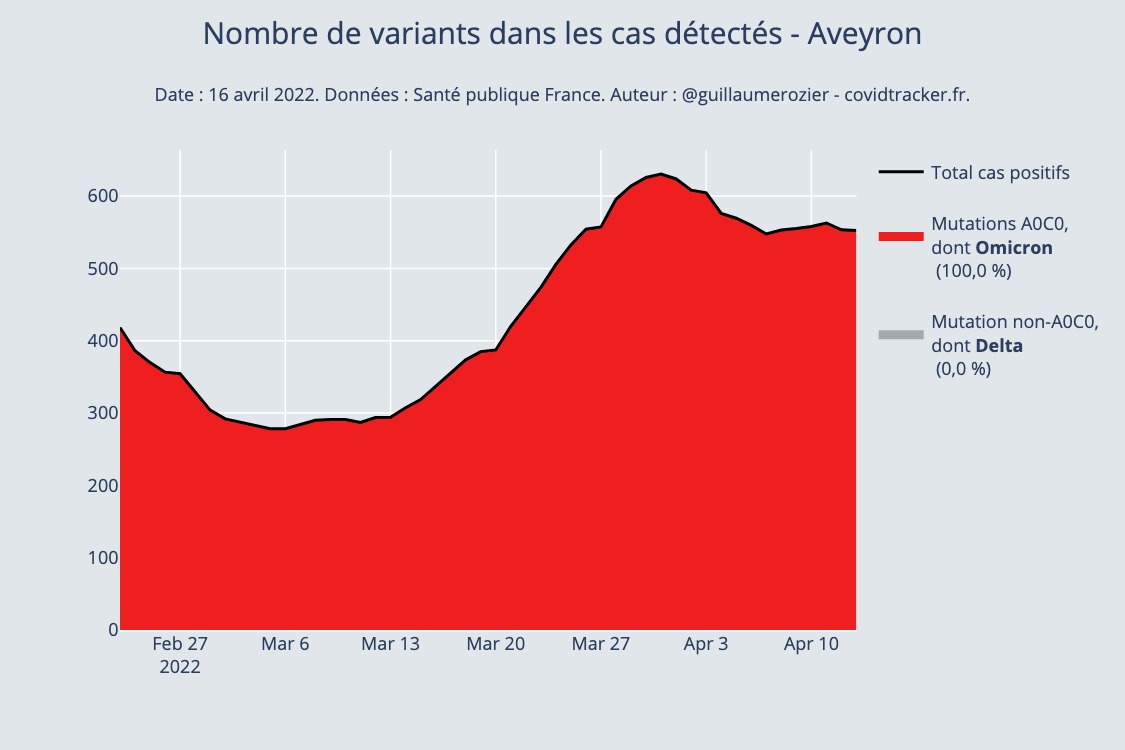 Nombre de variants dans les cas détectés - Aveyron
Date : 16 avril 2022. Données : Santé publique France. Auteur : @guillaumerozier - covidtracker.fr.
Total cas positifs
Mutations A0C0,
dont Omicron
(100,0 %)
Mutation non-A0C0,
dont Delta
(0,0 %)
600
500
400
300
200
100
0
Feb 27
2022
Mar 6
Mar 13
Mar 20
Mar 27
Apr 3
Apr 10